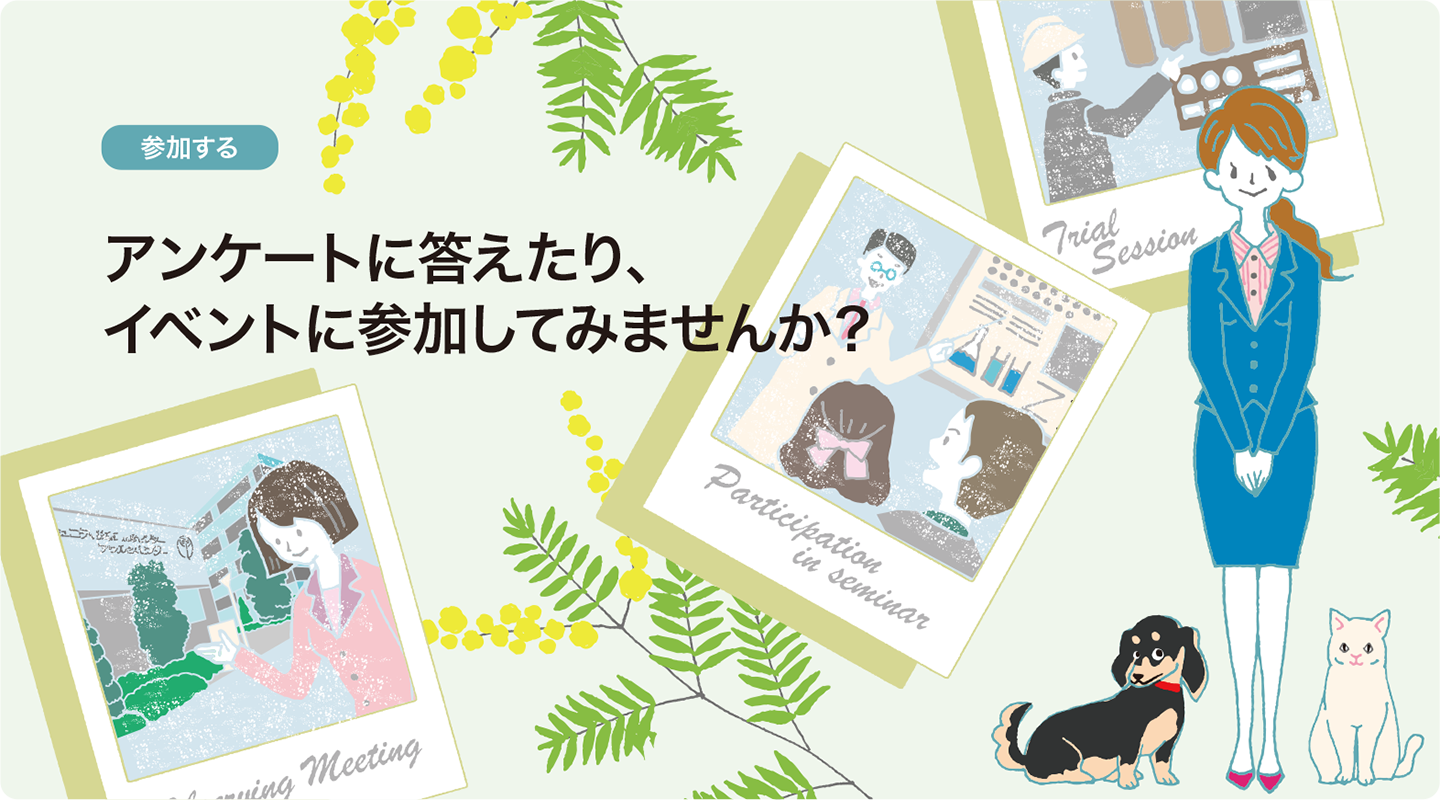 参加する
アンケートに答えたり、
イベントに参加してみませんか?
Trial
Session
Participation
in seminar
Meeting